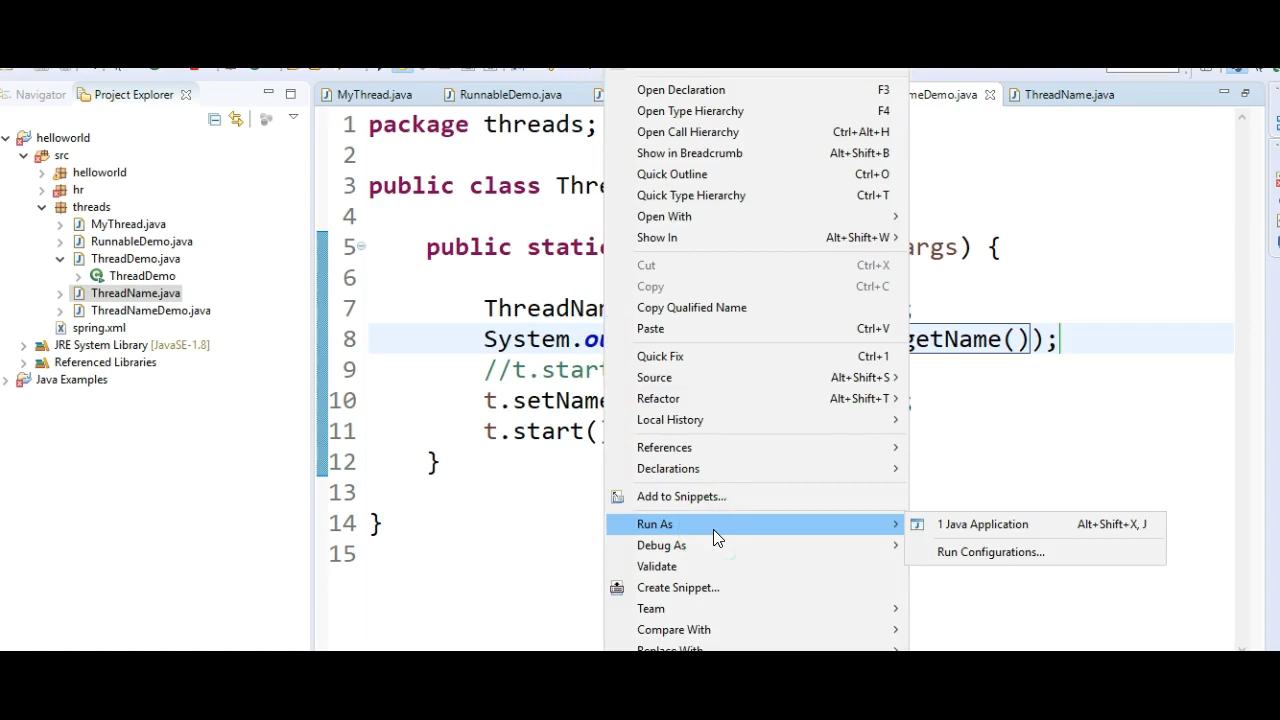 Navigator
Project Explorer
MyThread.java
RunnableDemo.java
meDemo.java
ThreadName.java
helloworld
src
helloworld
hr
threads
MyThread.java
RunnableDemo.java
ThreadDemo.java
ThreadDemo
ThreadName.java
ThreadNameDemo.java
spring.xml
JRE System Library [JavaSE-1.8]
Referenced Libraries
Java Examples
1 package threads;
2
3 public class Thre
4
5 public static args) {
6
7 ThreadNam ;
8 System.ou getName());
9 //t.start
10 t.setName ;
11 t.start()
12 }
13
14 }
15
Open Declaration F3
Open Type Hierarchy F4
Open Call Hierarchy Ctrl+Alt+H
Show in Breadcrumb Alt+Shift+B
Quick Outline Ctrl+O
Quick Type Hierarchy Ctrl+T
Open With
Show In Alt+Shift+W
Cut Ctrl+X
Copy Ctrl+C
Copy Qualified Name
Paste Ctrl+V
Quick Fix Ctrl+1
Source Alt+Shift+S
Refactor Alt+Shift+T
Local History
References
Declarations
Add to Snippets...
Run As
Debug As
Validate
Create Snippet...
Team
Compare With
Replace With
1 Java Application Alt+Shift+X, J
Run Configurations...